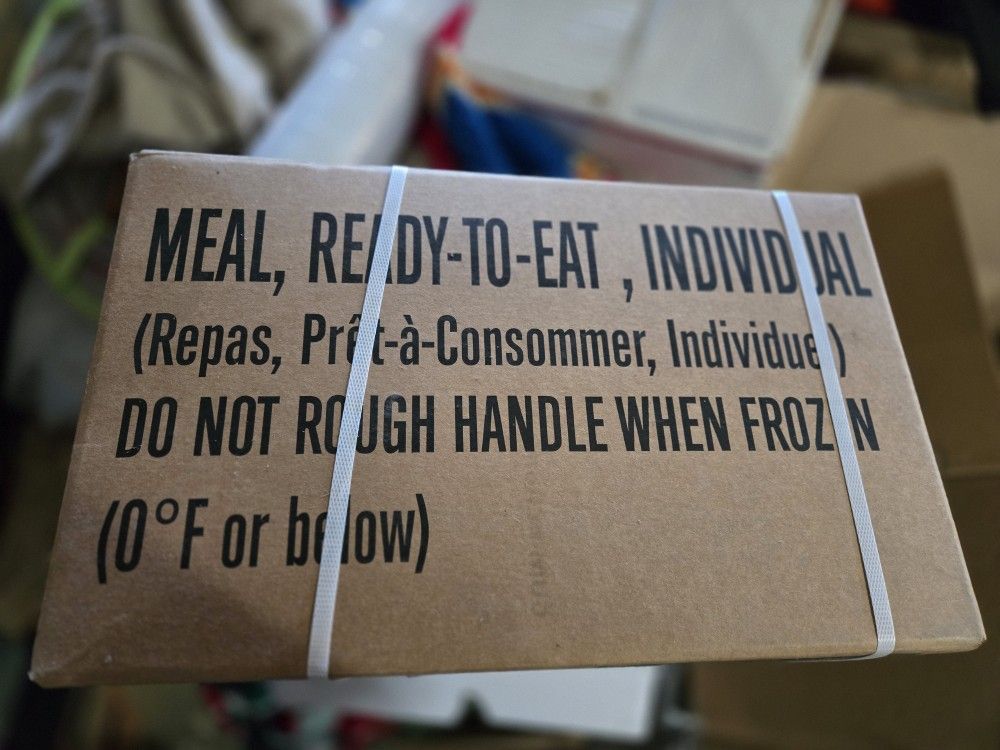 MEAL, READY-TO-EAT , INDIVIDUAL
(Repas, Prêt-à-Consommer, Individuel)
DO NOT ROUGH HANDLE WHEN FROZEN
(0°F or below)